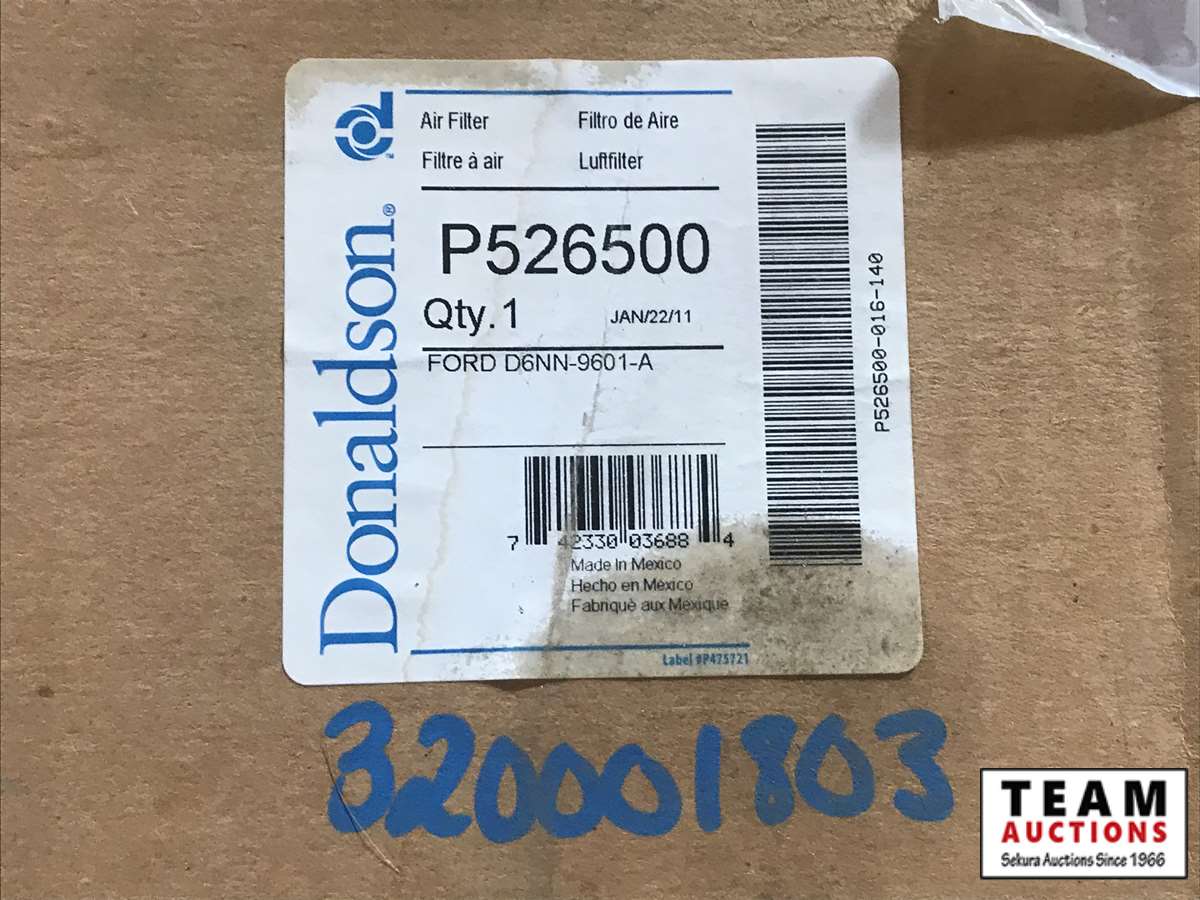 Donaldson®
Air Filter Filtro de Aire
Filtre à air Luftfilter
P526500
Qty.1 JAN/22/11
FORD D6NN-9601-A
7 42330 03688 4
Made In Mexico
Hecho en Mexico
Fabriquè aux Mexique
Label #P475721
P526500-016-140
320001803
TEAM
AUCTIONS
Sekura Auctions Since 1966